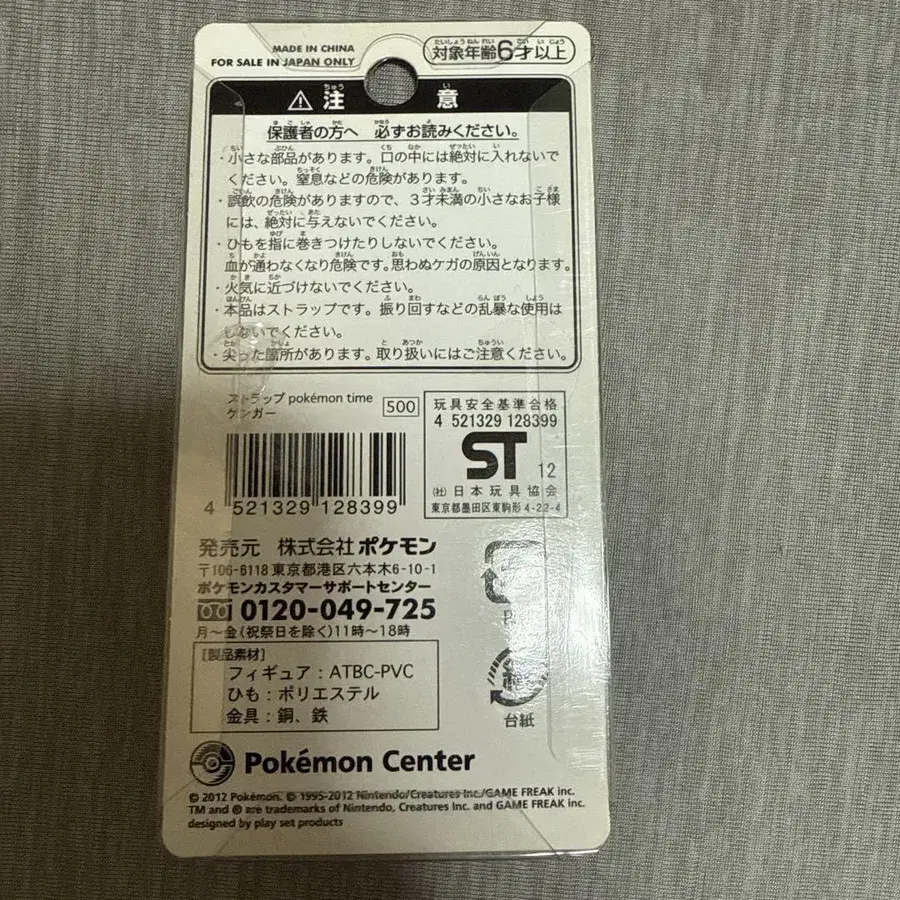 MADE IN CHINA
FOR SALE IN JAPAN ONLY
対象年齢6才以上
⚠注意
保護者の方へ 必ずお読みください。
・小さな部品があります。口の中には絶対に入れないで
ください。窒息などの危険があります。
・誤飲の危険がありますので、3才未満の小さなお子様
には、絶対に与えないでください。
・ひもを指に巻きつけたりしないでください。
血が通わなくなり危険です。思わぬケガの原因となります。
・火気に近づけないでください。
・本品はストラップです。振り回すなどの乱暴な使用は
しないでください。
・尖った箇所があります。取り扱いにはご注意ください。
ストラップ pokémon time
ゲンガー
500
玩具安全基準合格
4 521329 128399
ST 12
(社)日本玩具協会
東京都墨田区東駒形4-22-4
4 521329 128399
発売元 株式会社ポケモン
〒106-6118 東京都港区六本木6-10-1
ポケモンカスタマーサポートセンター
0120-049-725
月~金(祝祭日を除く)11時~18時
[製品素材]
フィギュア:ATBC-PVC
ひも:ポリエステル
金具:銅、鉄
紙
台紙
Pokémon Center
© 2012 Pokémon. © 1995-2012 Nintendo/Creatures Inc./GAME FREAK inc.
TM and ® are trademarks of Nintendo, Creatures Inc. and GAME FREAK inc.
designed by play set products